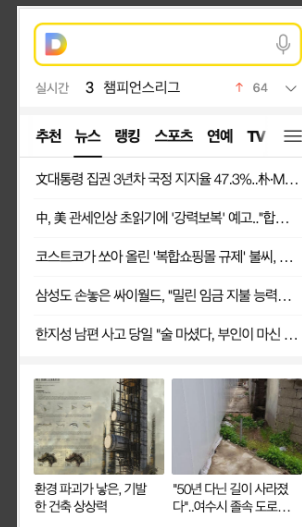 D
실시간 3 챔피언스리그 ↑ 64
추천 뉴스 랭킹 스포츠 연예 TV
文대통령 집권 3년차 국정 지지율 47.3%..朴·M...
中, 美 관세인상 초읽기에 '강력보복' 예고.."합...
코스트코가 쏘아 올린 '복합쇼핑몰 규제' 불씨, ...
삼성도 손놓은 싸이월드, "밀린 임금 지불 능력...
한지성 남편 사고 당일 "술 마셨다, 부인이 마신 ...
환경 파괴가 낳은, 기발
한 건축 상상력
"50년 다닌 길이 사라졌
다"..여수시 졸속 도로...